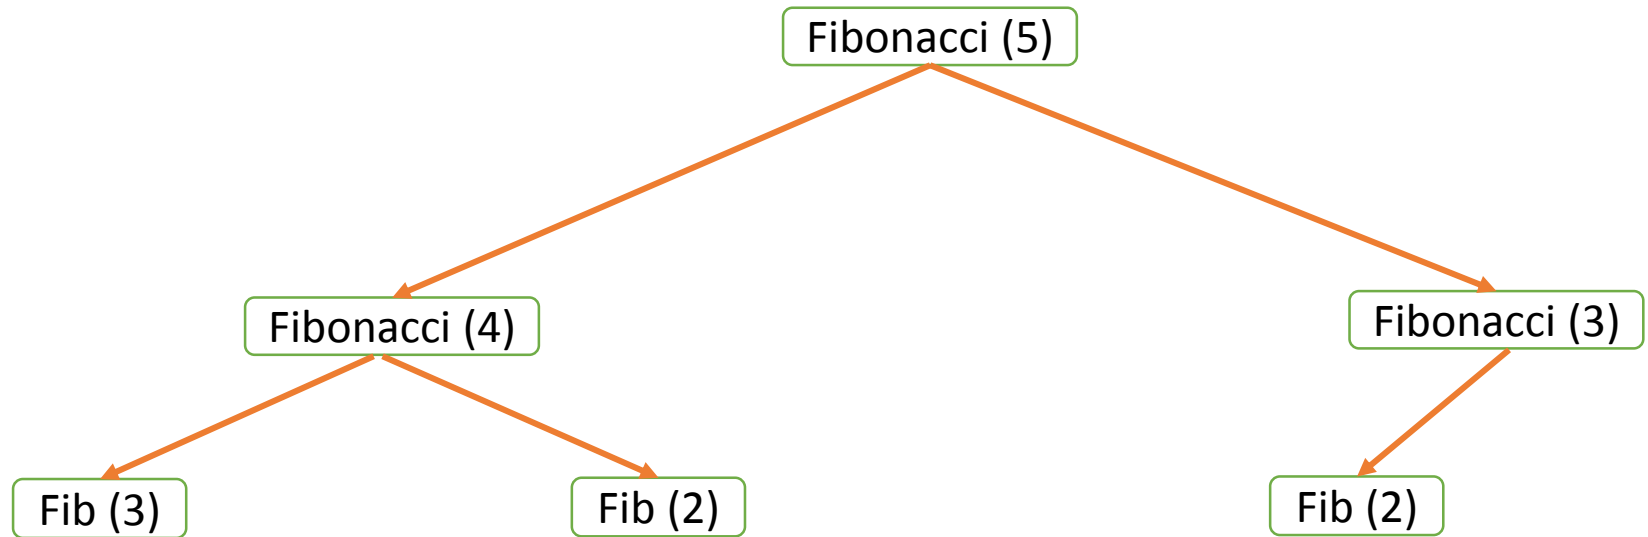 Fibonacci (5)
Fibonacci (4)
Fibonacci (3)
Fib (3)
Fib (2)
Fib (2)